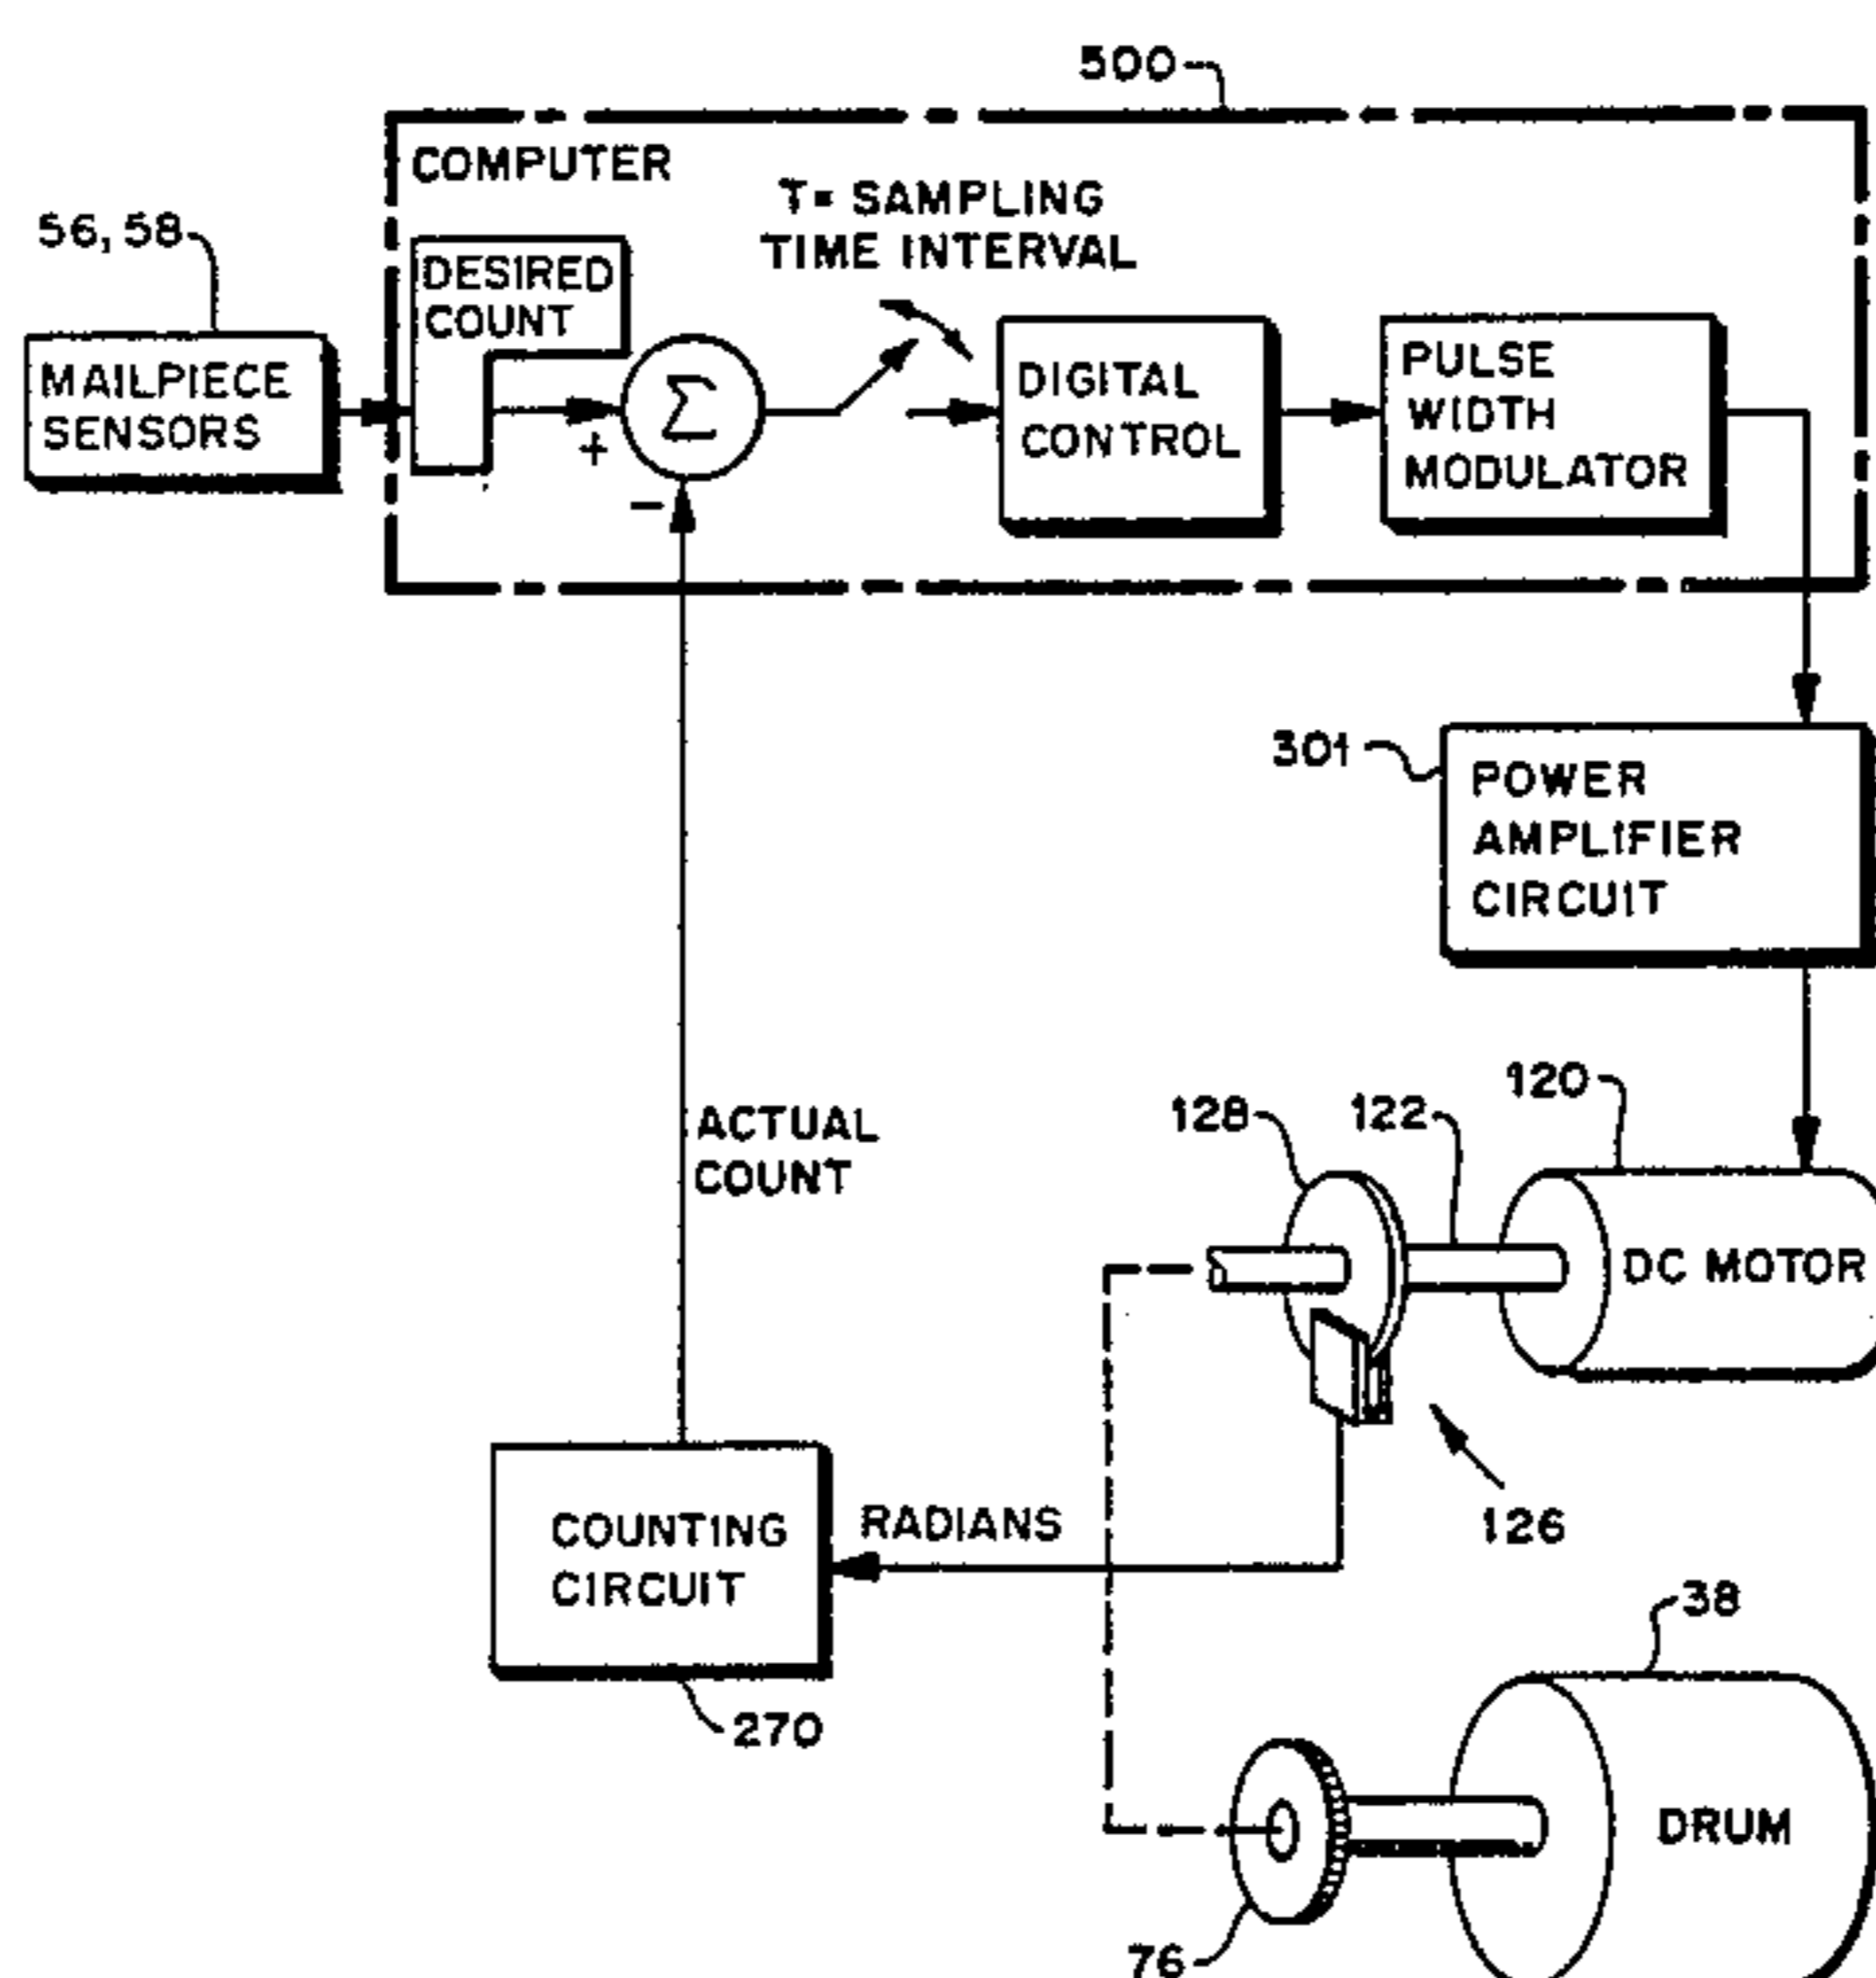 500
COMPUTER
T= SAMPLING
TIME INTERVAL
56, 58
DESIRED
COUNT
MAILPIECE
SENSORS
+
Σ
−
DIGITAL
CONTROL
PULSE
WIDTH
MODULATOR
301
POWER
AMPLIFIER
CIRCUIT
ACTUAL
COUNT
128
122
120
DC MOTOR
126
COUNTING
CIRCUIT
RADIANS
270
38
DRUM
76